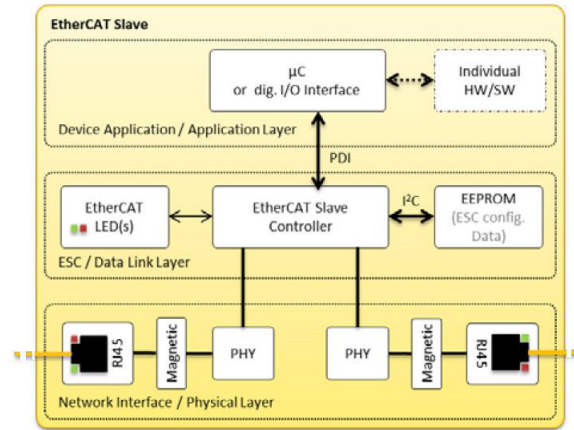 EtherCAT Slave
µC
or dig. I/O Interface
Individual
HW/SW
Device Application / Application Layer
PDI
EtherCAT
LED(s)
EtherCAT Slave
Controller
I²C
EEPROM
(ESC config.
Data)
ESC / Data Link Layer
RJ45
Magnetic
PHY
PHY
Magnetic
RJ45
Network Interface / Physical Layer